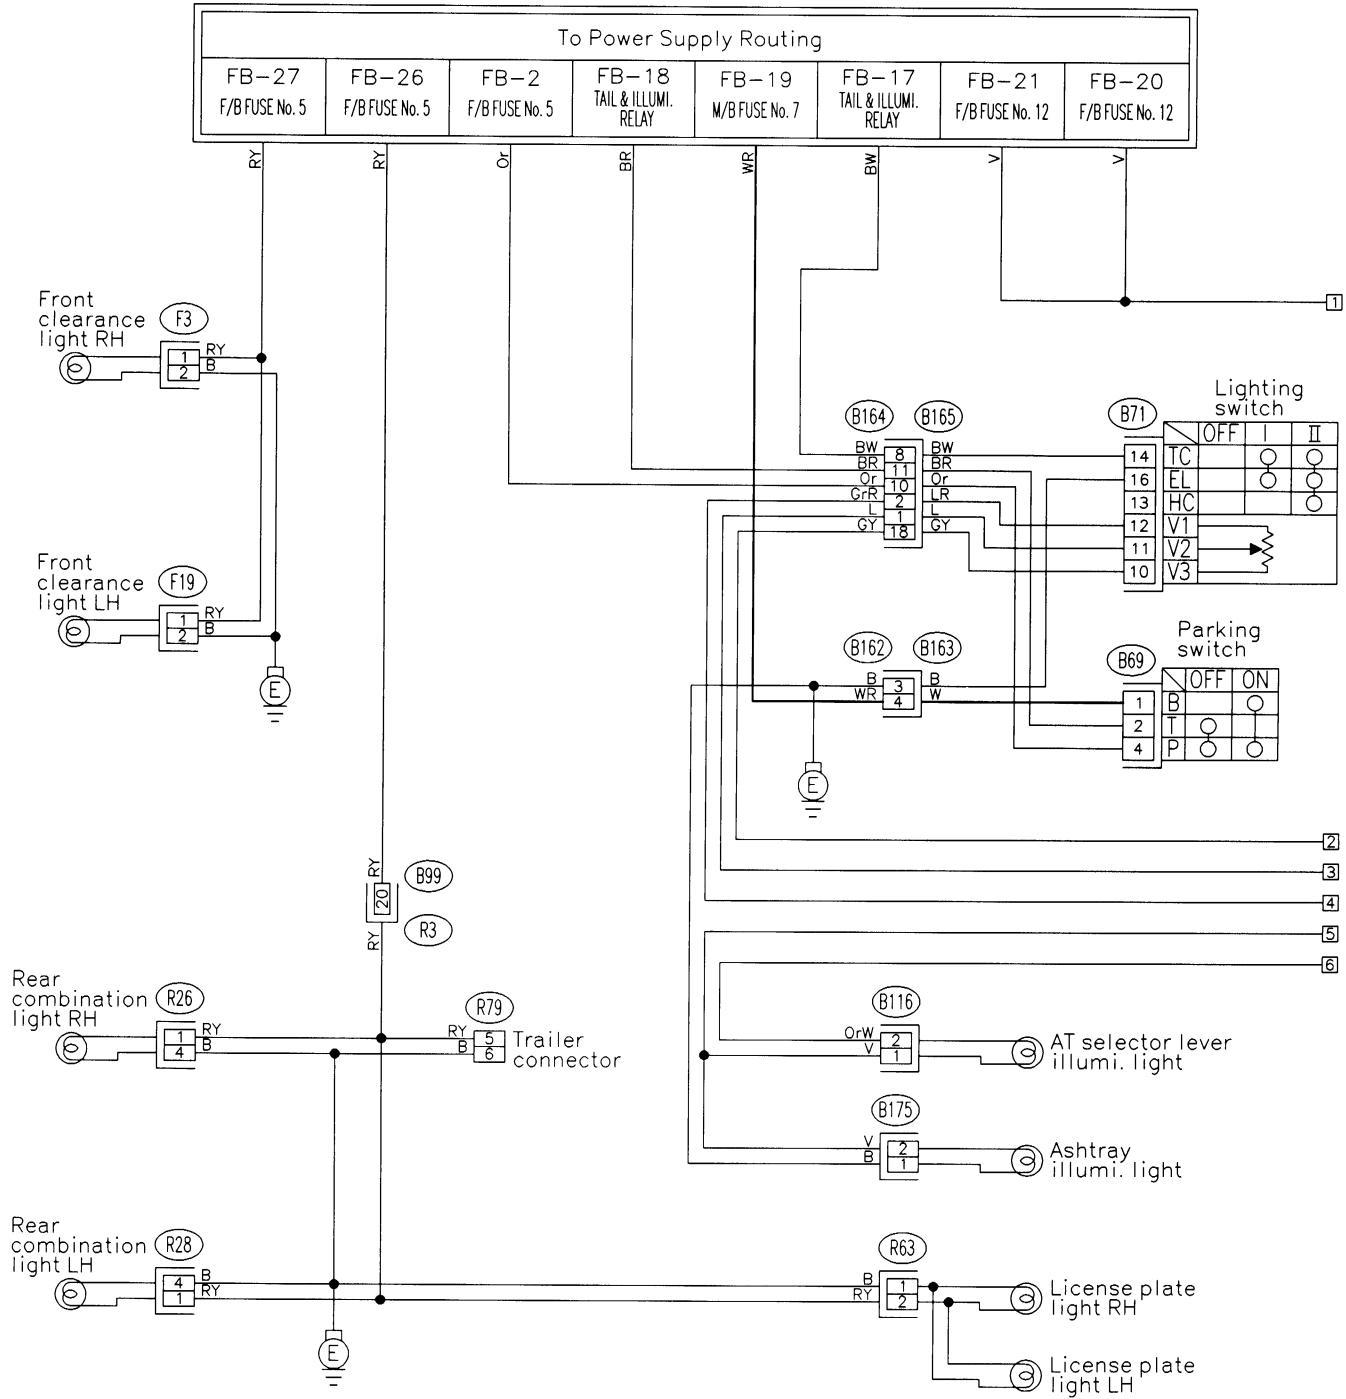 To Power Supply Routing
FB-27 FB-26 FB-2 FB-18 FB-19 FB-17 FB-21 FB-20
F/B FUSE No. 5 F/B FUSE No. 5 F/B FUSE No. 5 TAIL & ILLUMI. RELAY M/B FUSE No. 7 TAIL & ILLUMI. RELAY F/B FUSE No. 12 F/B FUSE No. 12
RY RY Or BR WR BW V V
1
Front
clearance
light RH
F3
1 RY
2 B
Lighting
switch
B164 B165 B71
OFF I II
BW 8 BW 14 TC
BR 11 BR 16 EL
Or 10 Or 13 HC
GrR 2 LR 12 V1
L 1 L 11 V2
GY 18 GY 10 V3
Front
clearance
light LH
F19
1 RY
2 B
E
Parking
switch
B162 B163 B69
OFF ON
B 3 B 1 B
WR 4 W 2 T
4 P
E
2
3
4
5
6
RY
20
B99
RY
R3
Rear
combination
light RH
R26
1 RY
4 B
R79
RY 5
B 6
Trailer
connector
B116
OrW 2
V 1
AT selector lever
illumi. light
B175
V 2
B 1
Ashtray
illumi. light
Rear
combination
light LH
R28
4 B
1 RY
E
R63
B 1
RY 2
License plate
light RH
License plate
light LH